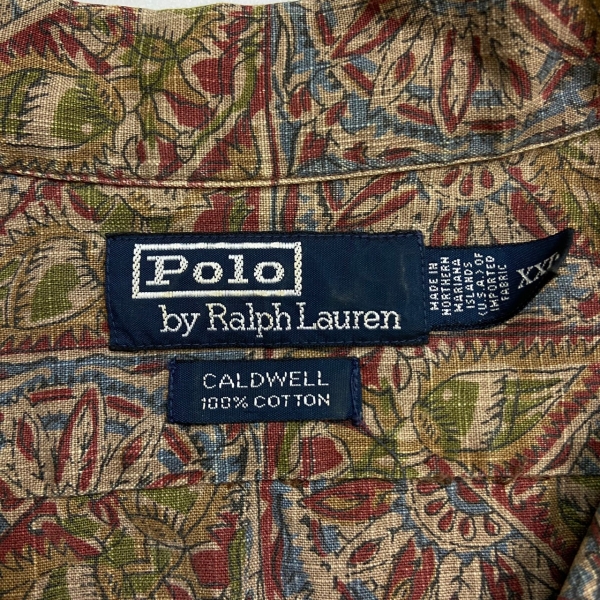 Polo
by Ralph Lauren
MADE IN
NORTHERN
MARIANA
ISLANDS
(U.S.A.) OF
IMPORTED
FABRIC
XXL
CALDWELL
100% COTTON